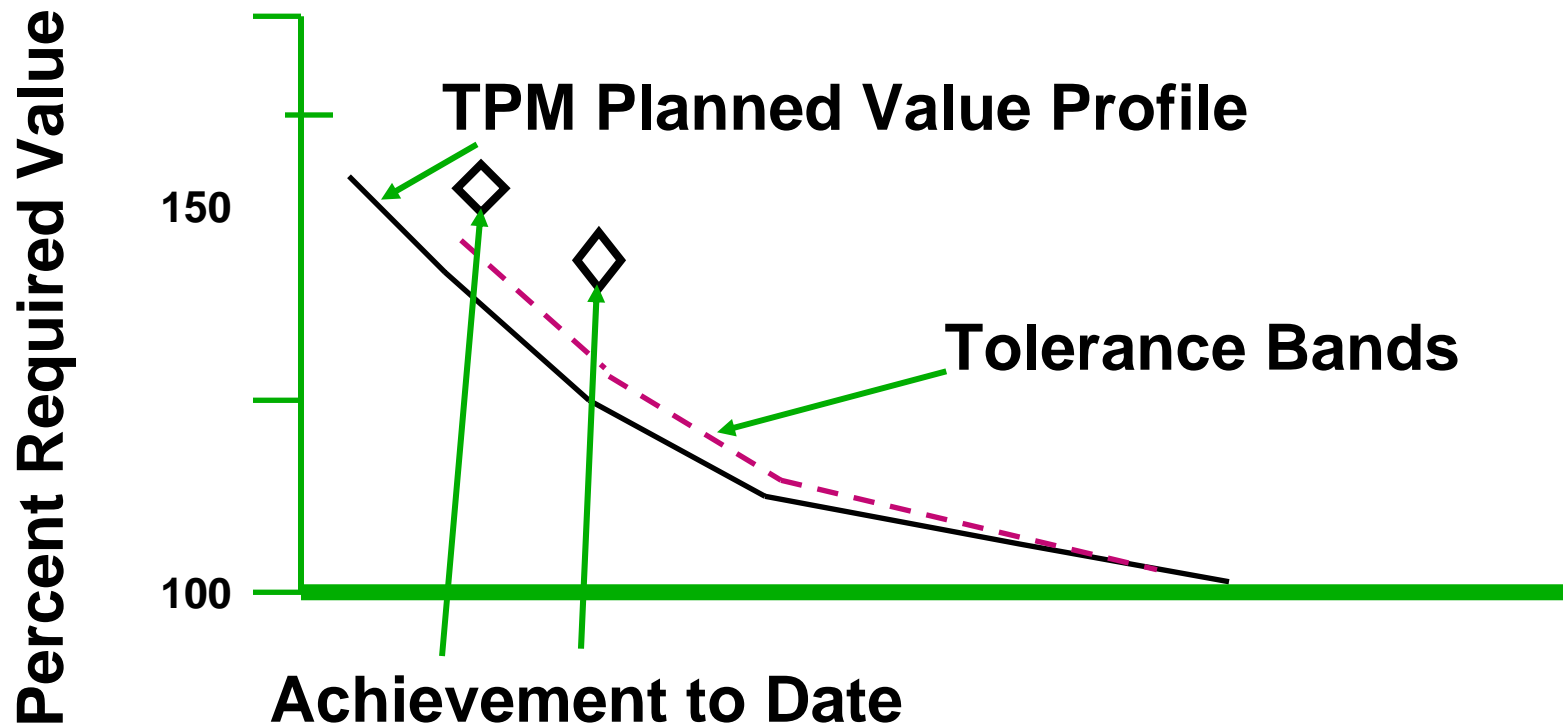 Percent Required Value
TPM Planned Value Profile
150
Tolerance Bands
100
Achievement to Date